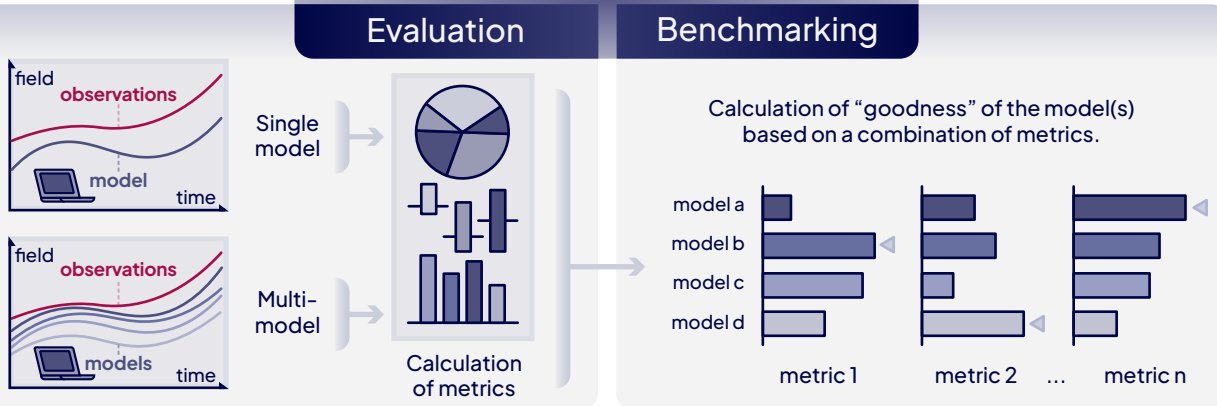 Evaluation
field
observations
model
time
Single
model
field
observations
models
time
Multi-
model
Calculation
of metrics
Benchmarking
Calculation of “goodness” of the model(s)
based on a combination of metrics.
model a
model b
model c
model d
metric 1
metric 2
...
metric n